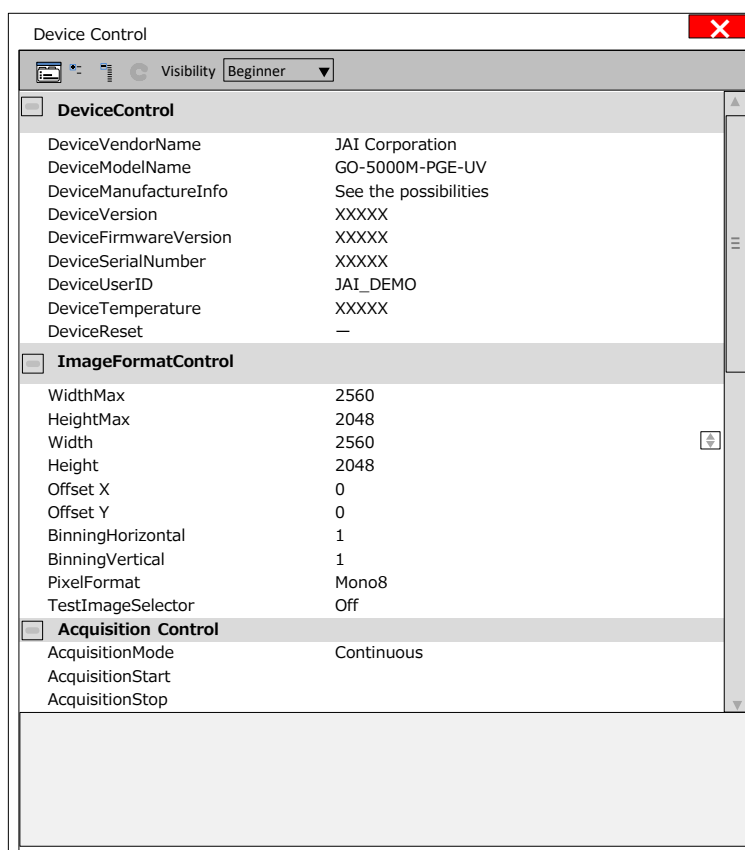 Device Control
Visibility Beginner
DeviceControl
DeviceVendorName JAI Corporation
DeviceModelName GO-5000M-PGE-UV
DeviceManufactureInfo See the possibilities
DeviceVersion XXXXX
DeviceFirmwareVersion XXXXX
DeviceSerialNumber XXXXX
DeviceUserID JAI_DEMO
DeviceTemperature XXXXX
DeviceReset —
ImageFormatControl
WidthMax 2560
HeightMax 2048
Width 2560
Height 2048
Offset X 0
Offset Y 0
BinningHorizontal 1
BinningVertical 1
PixelFormat Mono8
TestImageSelector Off
Acquisition Control
AcquisitionMode Continuous
AcquisitionStart
AcquisitionStop